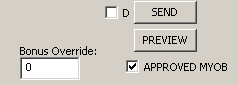 D SEND
PREVIEW
Bonus Override:
0
APPROVED MYOB